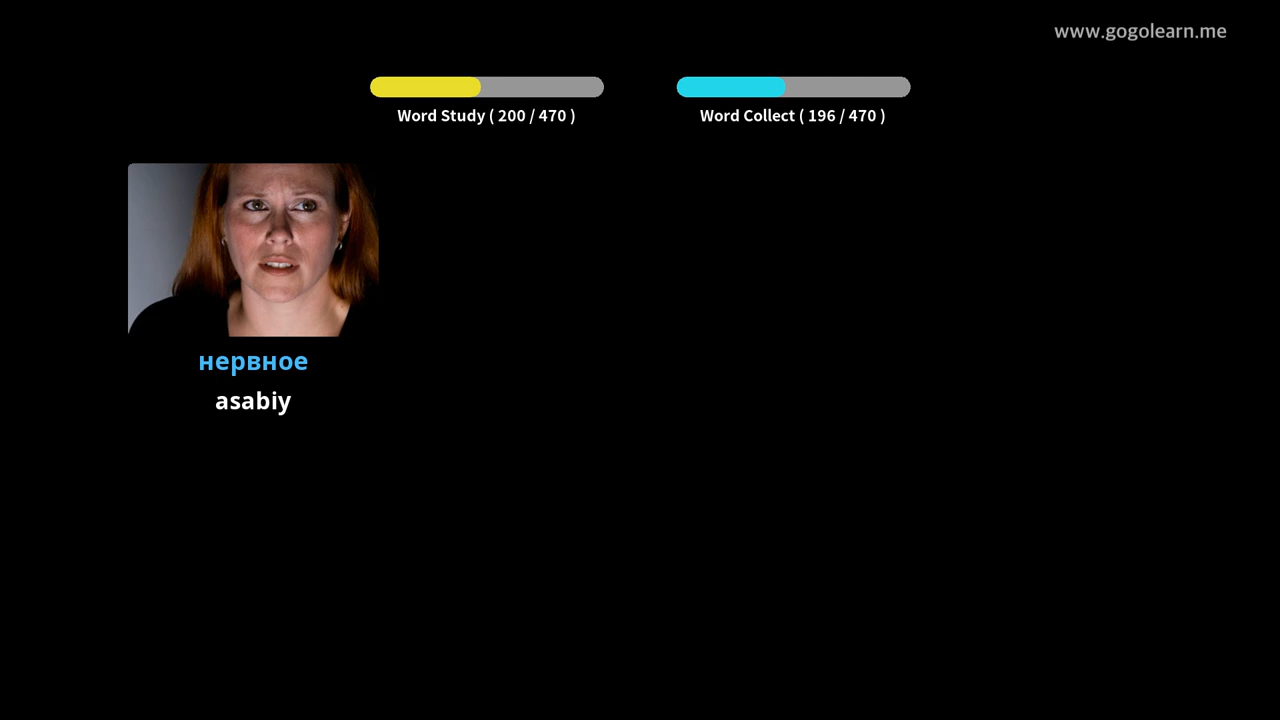 www.gogolearn.me
Word Study ( 200 / 470 )
Word Collect ( 196 / 470 )
нервное
asabiy